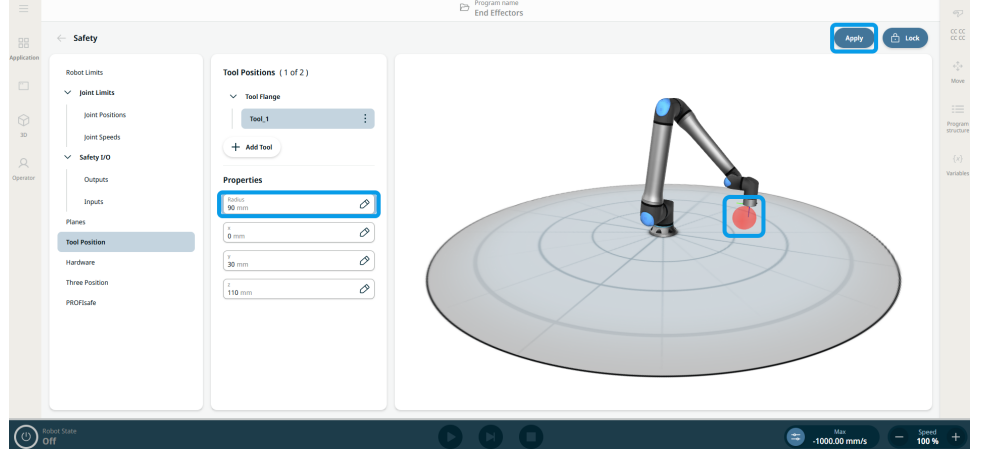 Program name
End Effectors
Safety
Apply
Lock
CC CC
CC CC
Application
3D
Operator
Robot Limits
Joint Limits
Joint Positions
Joint Speeds
Safety I/O
Outputs
Inputs
Planes
Tool Position
Hardware
Three Position
PROFIsafe
Tool Positions ( 1 of 2 )
Tool Flange
Tool_1
+ Add Tool
Properties
Radius
90 mm
x
0 mm
y
30 mm
z
110 mm
Move
Program
structure
Variables
Robot State
Off
Max
-1000.00 mm/s
Speed
— 100 % +